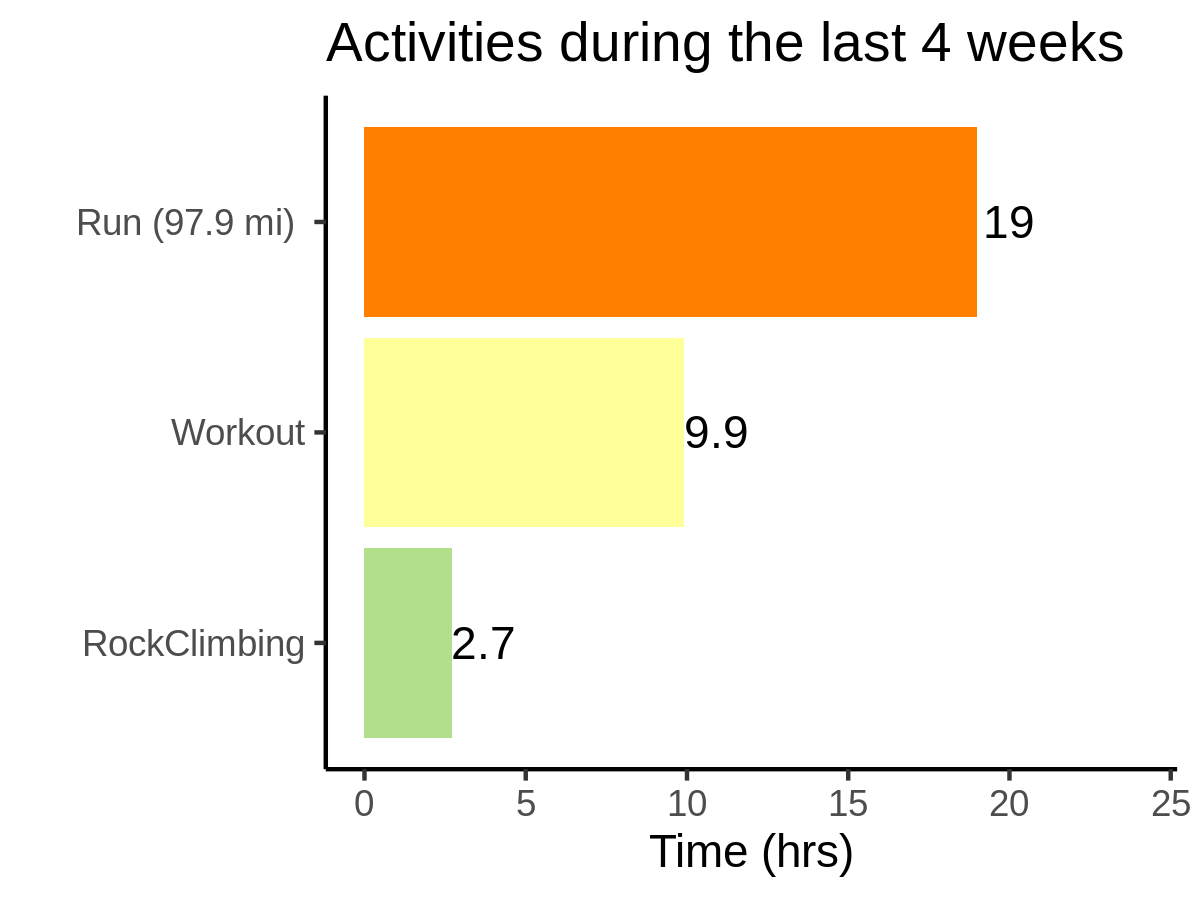 Activities during the last 4 weeks
Run (97.9 mi)
19
Workout
9.9
RockClimbing
2.7
0 5 10 15 20 25
Time (hrs)